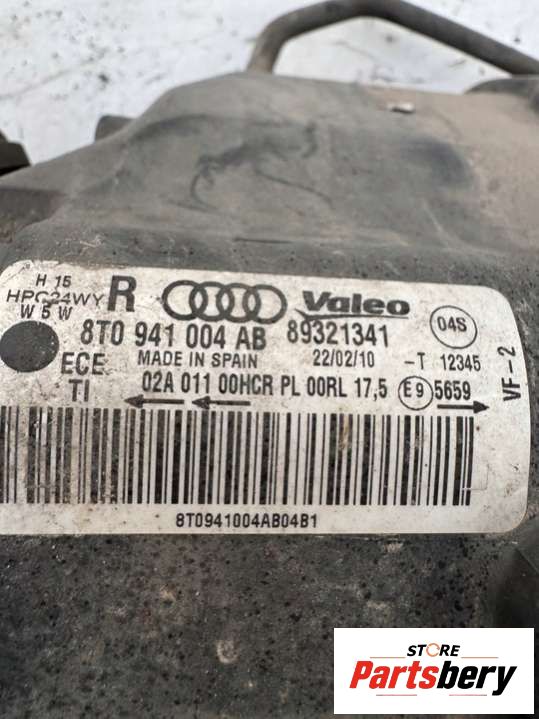 H 15
HPC24WY R Valeo
W 5 W
8T0 941 004 AB 89321341 04S
ECE MADE IN SPAIN 22/02/10 -T 12345
TI 02A 011 00HCR PL 00RL 17,5 E9 5659
VF-2
8T0941004AB04B1
STORE
Partsbery